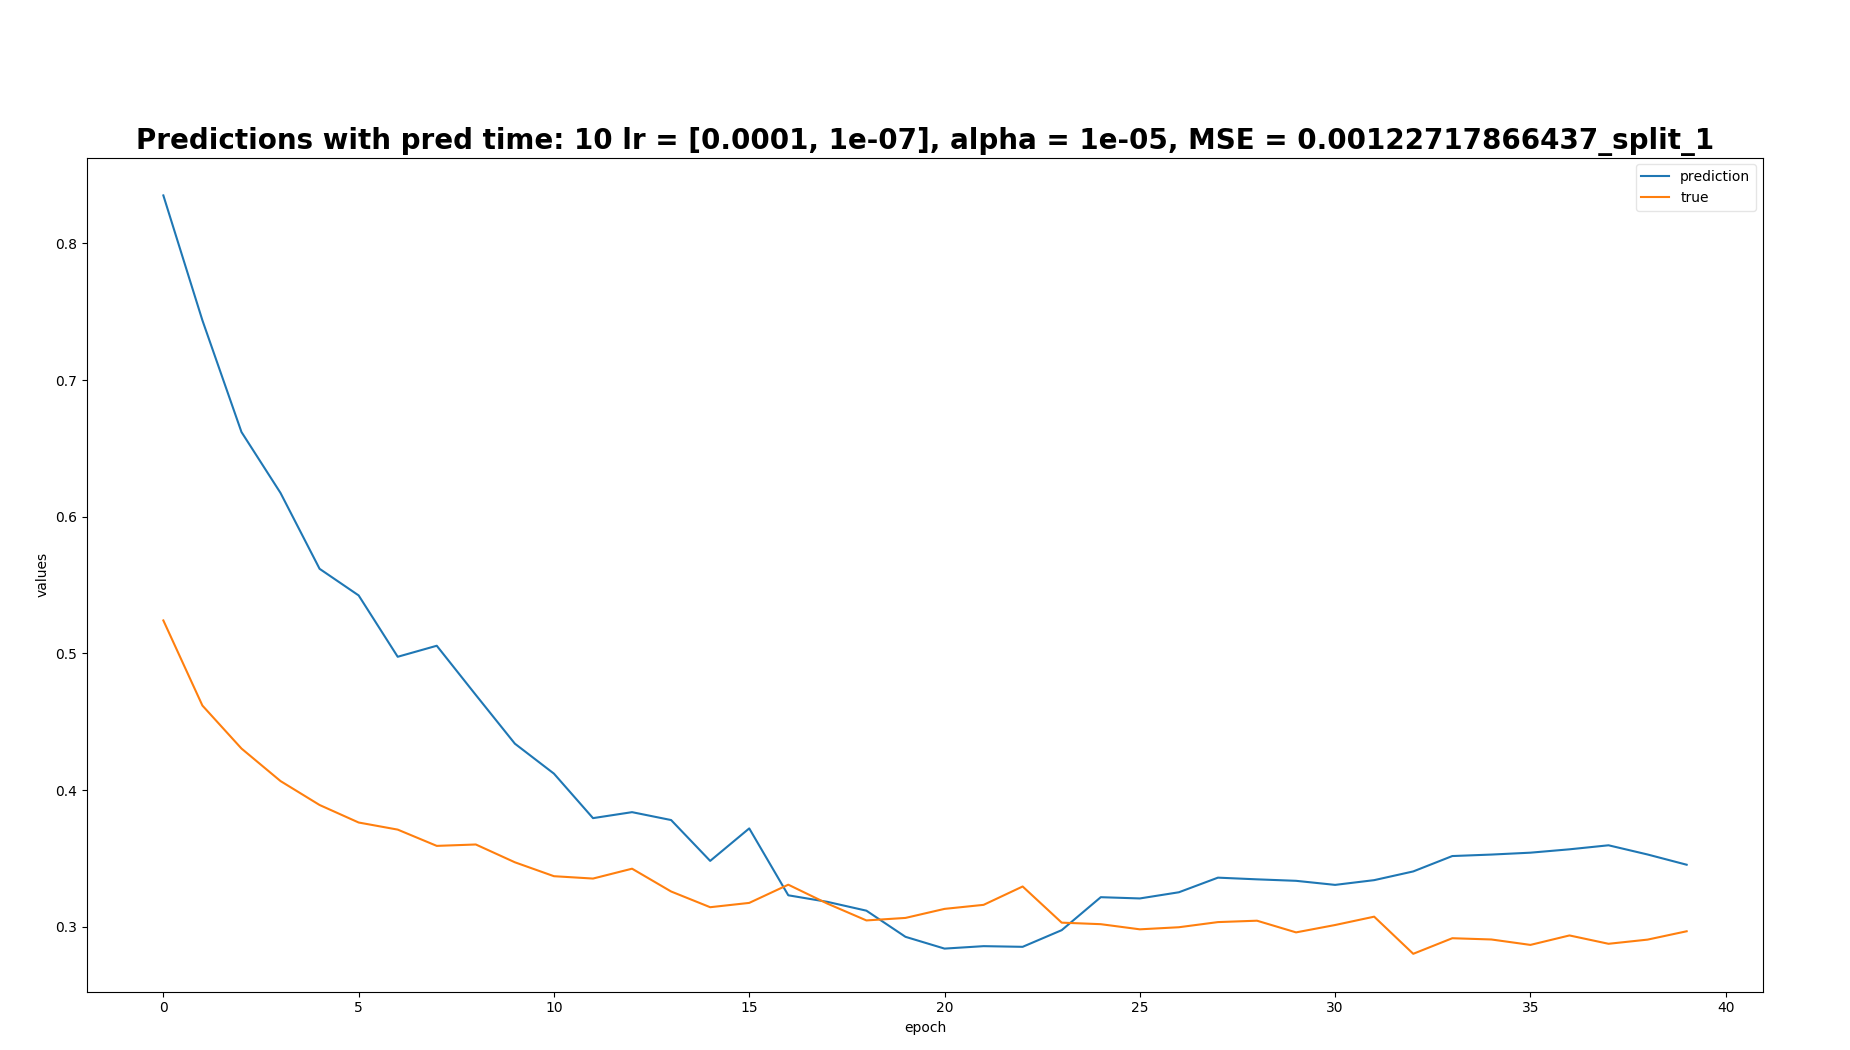 Predictions with pred time: 10 lr = [0.0001, 1e-07], alpha = 1e-05, MSE = 0.00122717866437_split_1
prediction
true
0.8
0.7
0.6
0.5
0.4
0.3
values
0 5 10 15 20 25 30 35 40
epoch